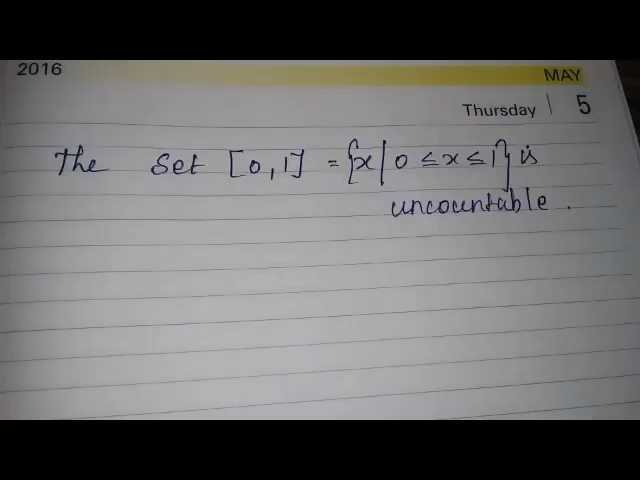 2016 MAY
Thursday | 5
The Set [0,1] = {x | 0 ≤ x ≤ 1} is
uncountable.